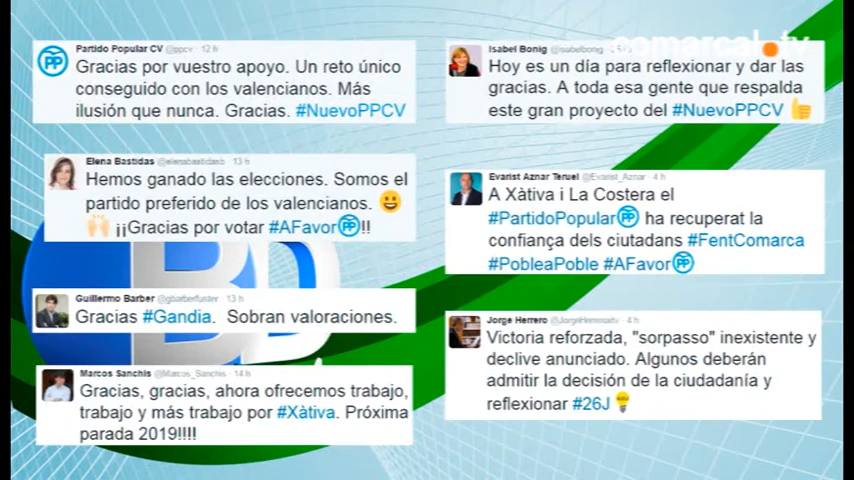 comarcal.tv
Partido Popular CV @ppcv · 12 h
Gracias por vuestro apoyo. Un reto único
conseguido con los valencianos. Más
ilusión que nunca. Gracias. #NuevoPPCV
Elena Bastidas @elenabastidasb · 13 h
Hemos ganado las elecciones. Somos el
partido preferido de los valencianos. 😀
🙌 ¡¡Gracias por votar #AFavor PP!!
Guillermo Barber @gbarberfuster · 13 h
Gracias #Gandia. Sobran valoraciones.
Marcos Sanchis @Marcos_Sanchis · 14 h
Gracias, gracias, ahora ofrecemos trabajo,
trabajo y más trabajo por #Xàtiva. Próxima
parada 2019!!!!
Isabel Bonig @isabelbonig
Hoy es un día para reflexionar y dar las
gracias. A toda esa gente que respalda
este gran proyecto del #NuevoPPCV 👍
Evarist Aznar Teruel @Evarist_Aznar · 4 h
A Xàtiva i La Costera el
#PartidoPopular PP ha recuperat la
confiança dels ciutadans #FentComarca
#PobleaPoble #AFavor PP
Jorge Herrero · 4 h
Victoria reforzada, "sorpasso" inexistente y
declive anunciado. Algunos deberán
admitir la decisión de la ciudadanía y
reflexionar #26J 💡